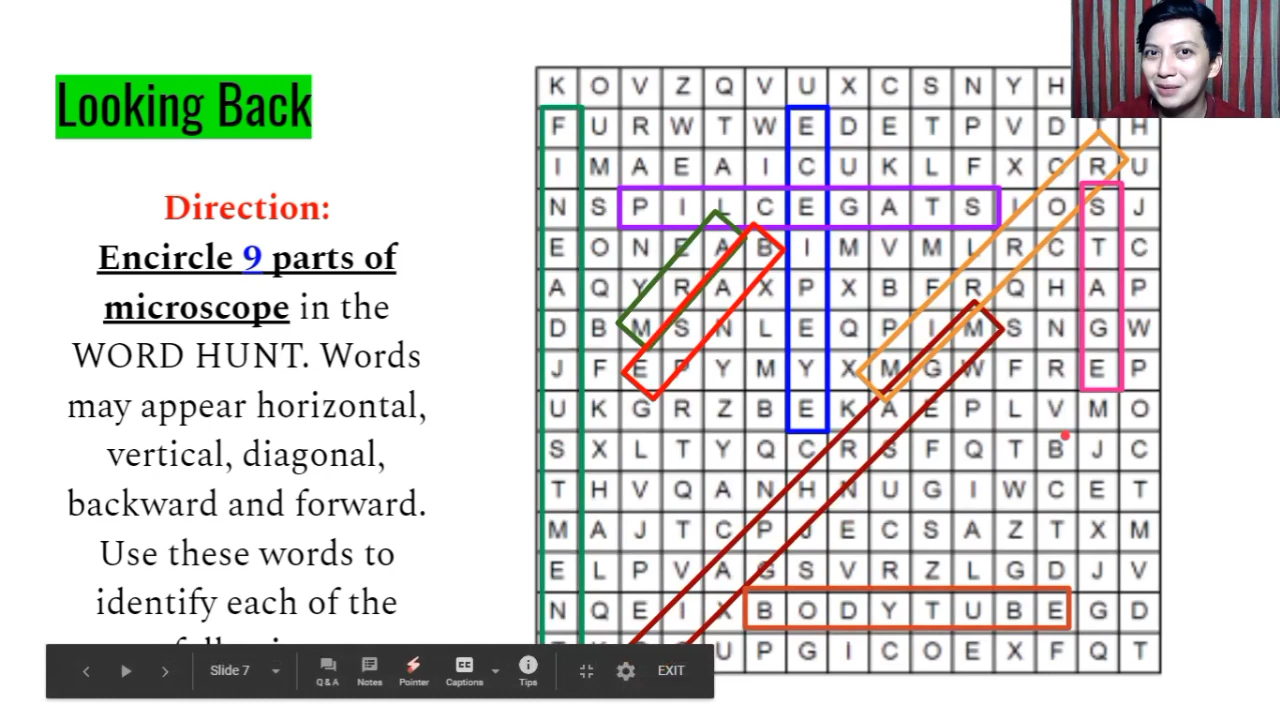 Looking Back
Direction:
Encircle 9 parts of
microscope in the
WORD HUNT. Words
may appear horizontal,
vertical, diagonal,
backward and forward.
Use these words to
identify each of the
K O V Z Q V U X C S N Y H
F U R W T W E D E T P V D T H
I M A E A I C U K L F X C R U
N S P I L C E G A T S I O S J
E O N E A B I M V M L R C T C
A Q Y R A X P X B F R Q H A P
D B M S N L E Q P I M S N G W
J F E P Y M Y X M G W F R E P
U K G R Z B E K A E P L V M O
S X L T Y Q C R S F Q T B J C
T H V Q A N H N U G I W C E T
M A J T C P J E C S A Z T X M
E L P V A G S V R Z L G D J V
N Q E I X B O D Y T U B E G D
U P G I C O E X F Q T
Slide 7
Q & A
Notes
Pointer
Captions
Tips
EXIT